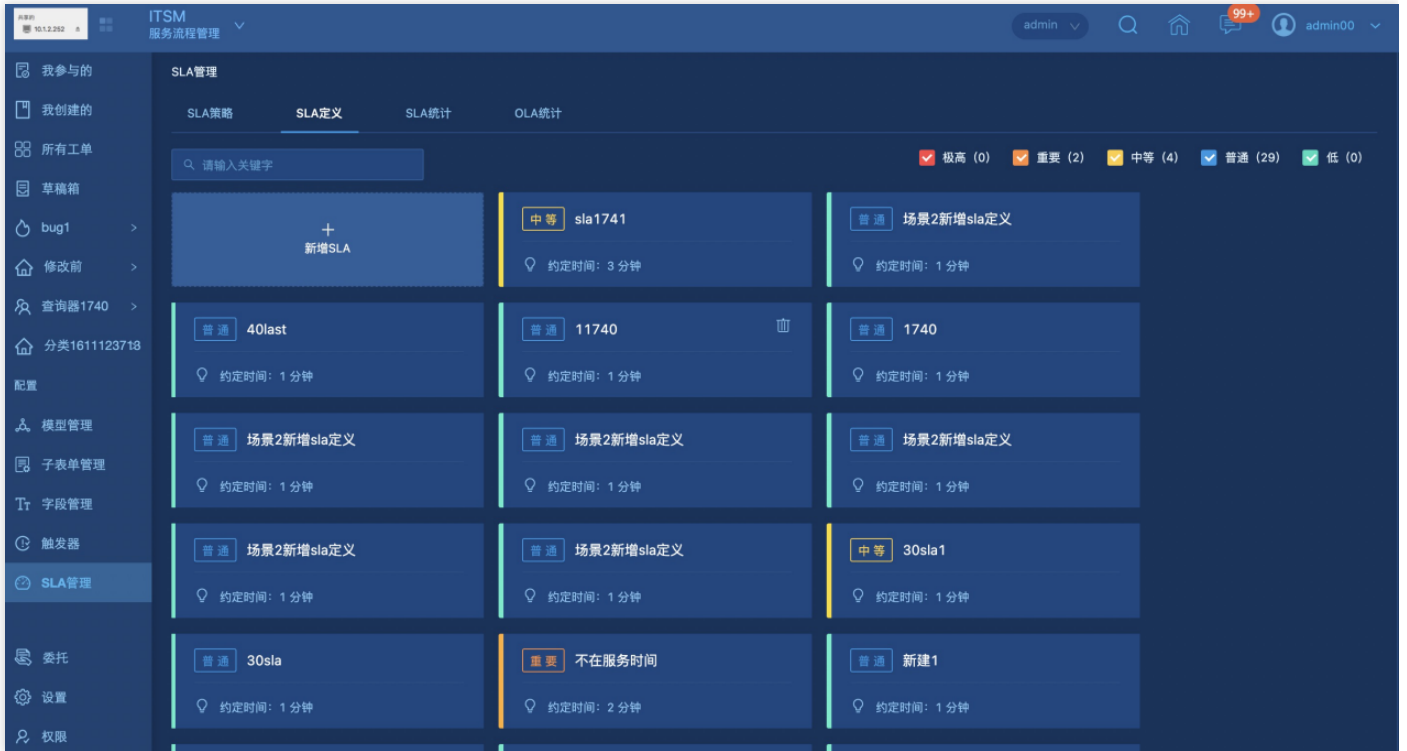 共享的
10.1.2.252
ITSM
服务流程管理
admin
99+
admin00
我参与的
我创建的
所有工单
草稿箱
bug1
修改前
查询器1740
分类1611123713
配置
模型管理
子表单管理
字段管理
触发器
SLA管理
委托
设置
权限
SLA管理
SLA策略 SLA定义 SLA统计 OLA统计
请输入关键字
极高 (0) 重要 (2) 中等 (4) 普通 (29) 低 (0)
+
新增SLA
中等 sla1741
约定时间：3 分钟
普通 场景2新增sla定义
约定时间：1 分钟
普通 40last
约定时间：1 分钟
普通 11740
约定时间：1 分钟
普通 1740
约定时间：1 分钟
普通 场景2新增sla定义
约定时间：1 分钟
普通 场景2新增sla定义
约定时间：1 分钟
普通 场景2新增sla定义
约定时间：1 分钟
普通 场景2新增sla定义
约定时间：1 分钟
普通 场景2新增sla定义
约定时间：1 分钟
中等 30sla1
约定时间：1 分钟
普通 30sla
约定时间：1 分钟
重要 不在服务时间
约定时间：2 分钟
普通 新建1
约定时间：1 分钟